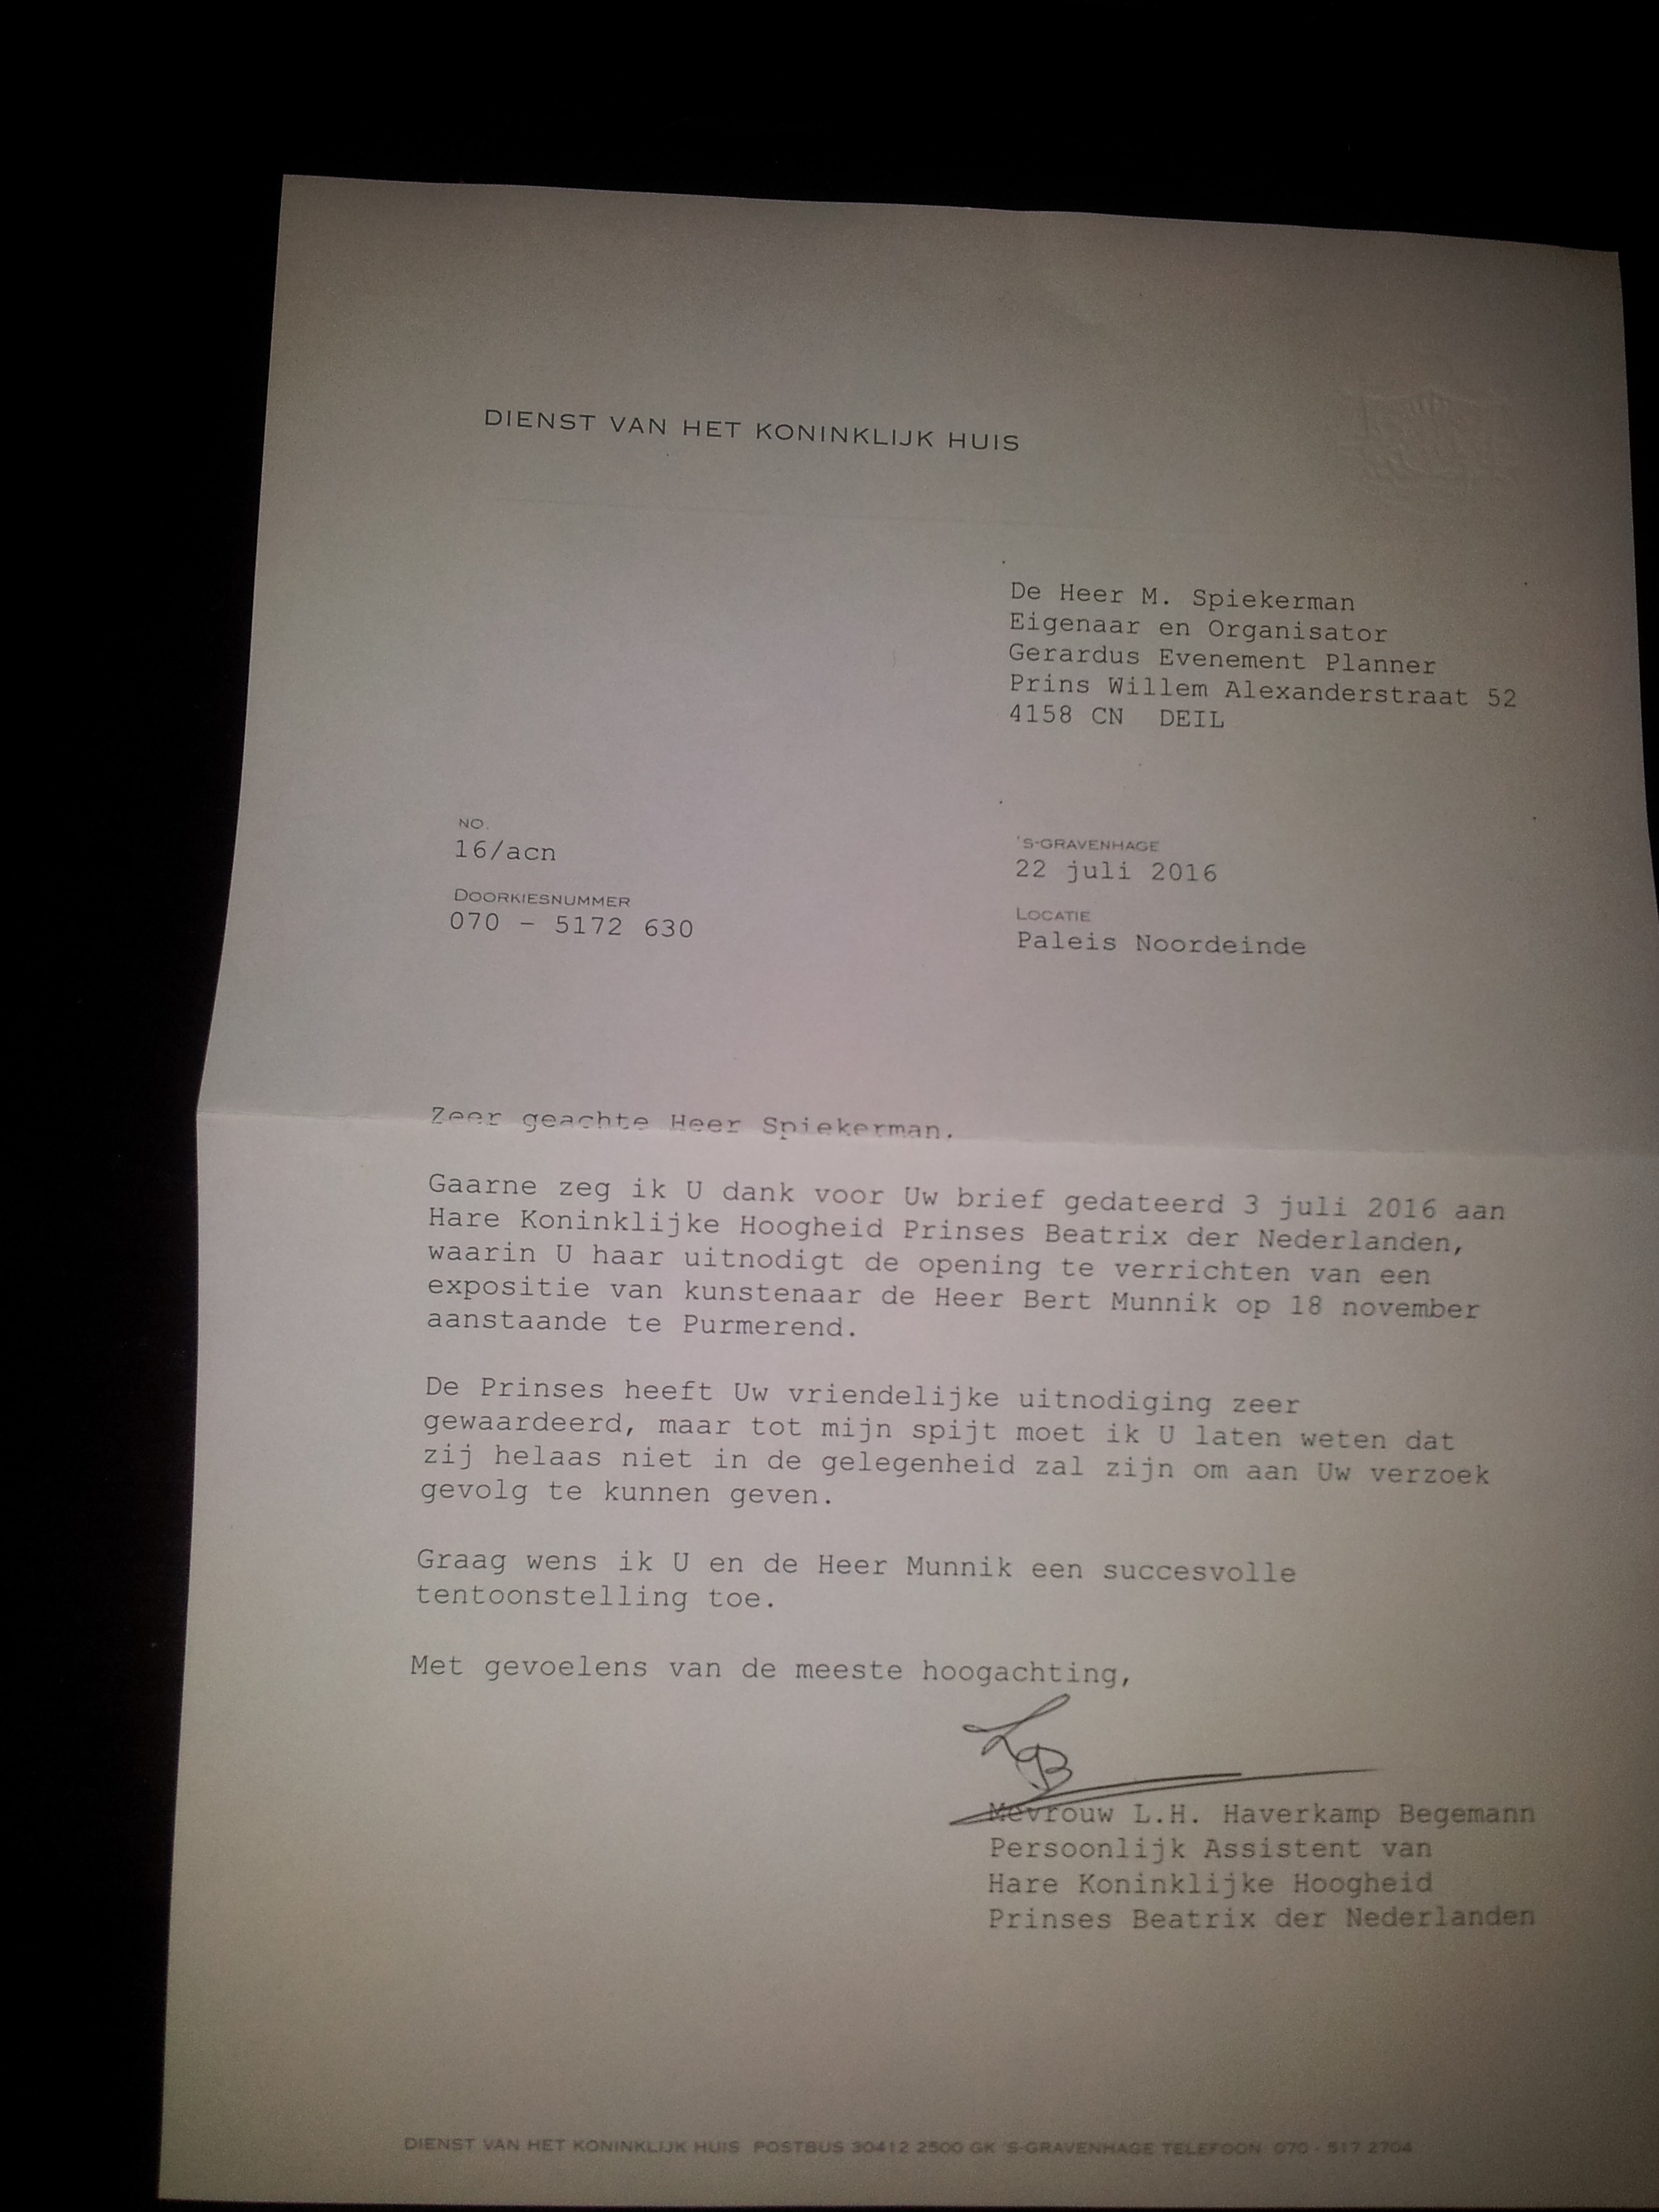 DIENST VAN HET KONINKLIJK HUIS
De Heer M. Spiekerman
Eigenaar en Organisator
Gerardus Evenement Planner
Prins Willem Alexanderstraat 52
4158 CN DEIL
NO.
16/acn
DOORKIESNUMMER
070 - 5172 630
'S-GRAVENHAGE
22 juli 2016
LOCATIE
Paleis Noordeinde
Zeer geachte Heer Spiekerman,
Gaarne zeg ik U dank voor Uw brief gedateerd 3 juli 2016 aan
Hare Koninklijke Hoogheid Prinses Beatrix der Nederlanden,
waarin U haar uitnodigt de opening te verrichten van een
expositie van kunstenaar de Heer Bert Munnik op 18 november
aanstaande te Purmerend.
De Prinses heeft Uw vriendelijke uitnodiging zeer
gewaardeerd, maar tot mijn spijt moet ik U laten weten dat
zij helaas niet in de gelegenheid zal zijn om aan Uw verzoek
gevolg te kunnen geven.
Graag wens ik U en de Heer Munnik een succesvolle
tentoonstelling toe.
Met gevoelens van de meeste hoogachting,
LB
Mevrouw L.H. Haverkamp Begemann
Persoonlijk Assistent van
Hare Koninklijke Hoogheid
Prinses Beatrix der Nederlanden
DIENST VAN HET KONINKLIJK HUIS POSTBUS 30412 2500 GK 'S-GRAVENHAGE TELEFOON 070 - 517 2704